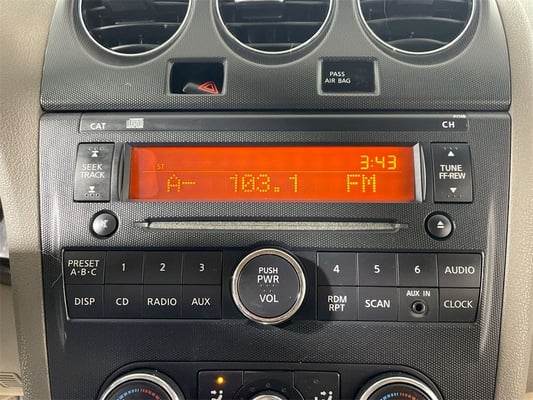 PASS
AIR BAG
CAT CH
SEEK
TRACK
ST 3:43
A- 103.1 FM
TUNE
FF·REW
PRESET
A·B·C
1 2 3
PUSH
PWR
VOL
4 5 6 AUDIO
DISP CD RADIO AUX
RDM
RPT
SCAN
AUX IN
CLOCK